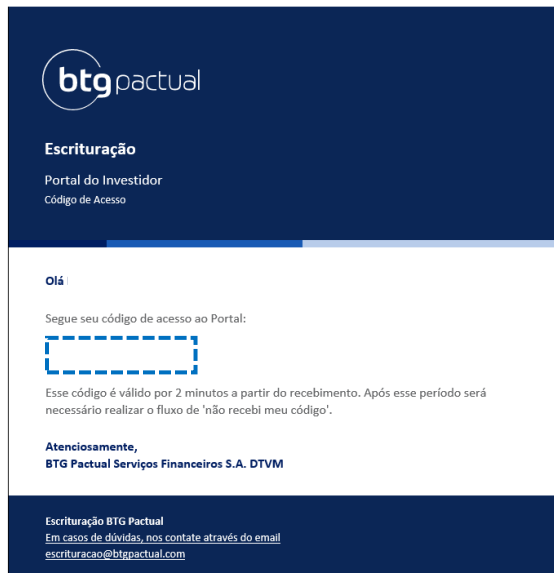 btg pactual
Escrituração
Portal do Investidor
Código de Acesso
Olá
Segue seu código de acesso ao Portal:
Esse código é válido por 2 minutos a partir do recebimento. Após esse período será
necessário realizar o fluxo de 'não recebi meu código'.
Atenciosamente,
BTG Pactual Serviços Financeiros S.A. DTVM
Escrituração BTG Pactual
Em casos de dúvidas, nos contate através do email
escrituracao@btgpactual.com